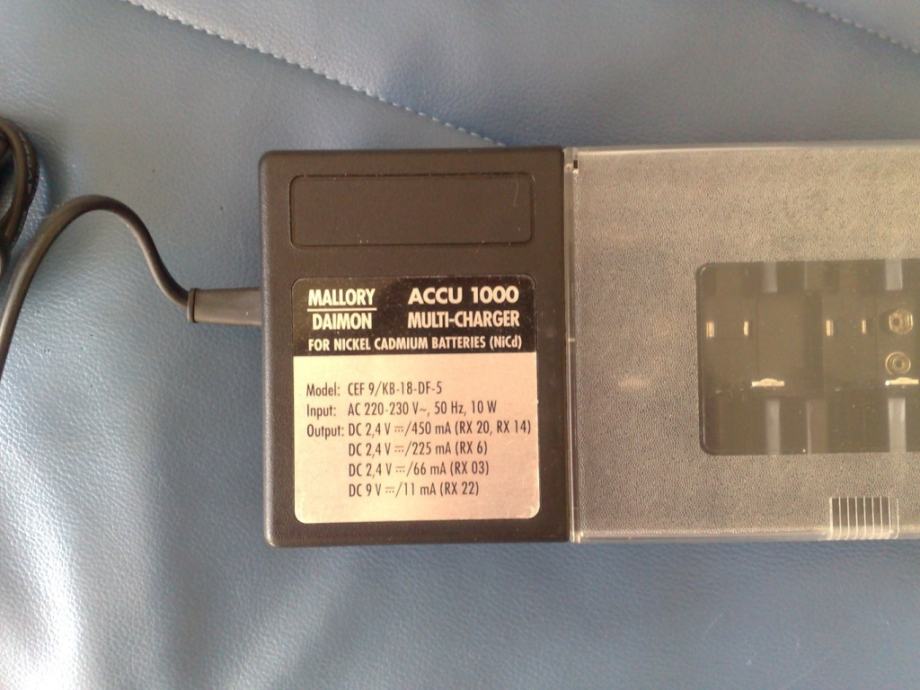 MALLORY DAIMON
ACCU 1000 MULTI-CHARGER
FOR NICKEL CADMIUM BATTERIES (NiCd)
Model: CEF 9/KB-18-DF-5
Input: AC 220-230 V~, 50 Hz, 10 W
Output: DC 2,4 V ⎓/450 mA (RX 20, RX 14)
DC 2,4 V ⎓/225 mA (RX 6)
DC 2,4 V ⎓/66 mA (RX 03)
DC 9 V ⎓/11 mA (RX 22)